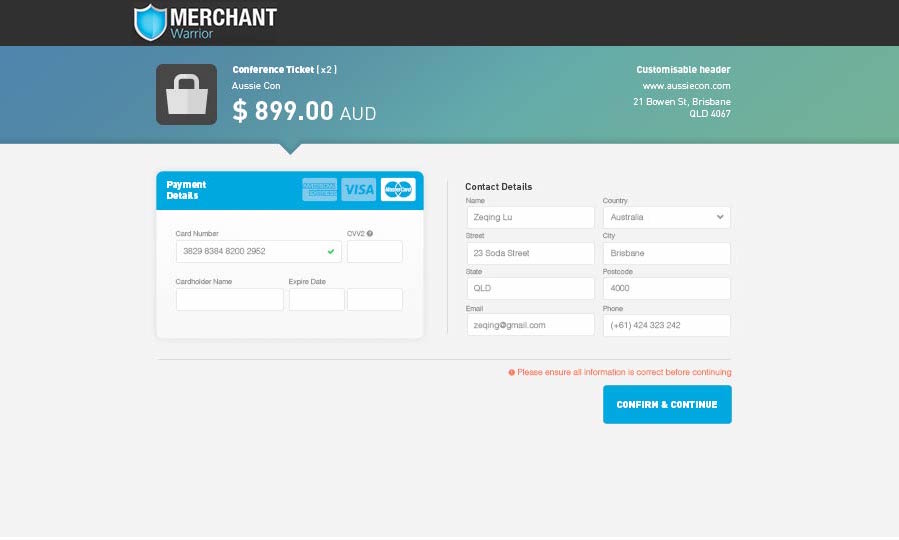 MERCHANT
Warrior
Conference Ticket (x2)
Aussie Con
$ 899.00 AUD
Customisable header
www.aussiecon.com
21 Bowen St, Brisbane
QLD 4067
Payment
Details
AMERICAN
EXPRESS
VISA
MasterCard
Card Number
CVV2 ?
3829 8384 8200 2952
Cardholder Name
Expire Date
Contact Details
Name
Country
Zeqing Lu
Australia
Street
City
23 Soda Street
Brisbane
State
Postcode
QLD
4000
Email
Phone
zeqing@gmail.com
(+61) 424 323 242
Please ensure all information is correct before continuing
CONFIRM & CONTINUE